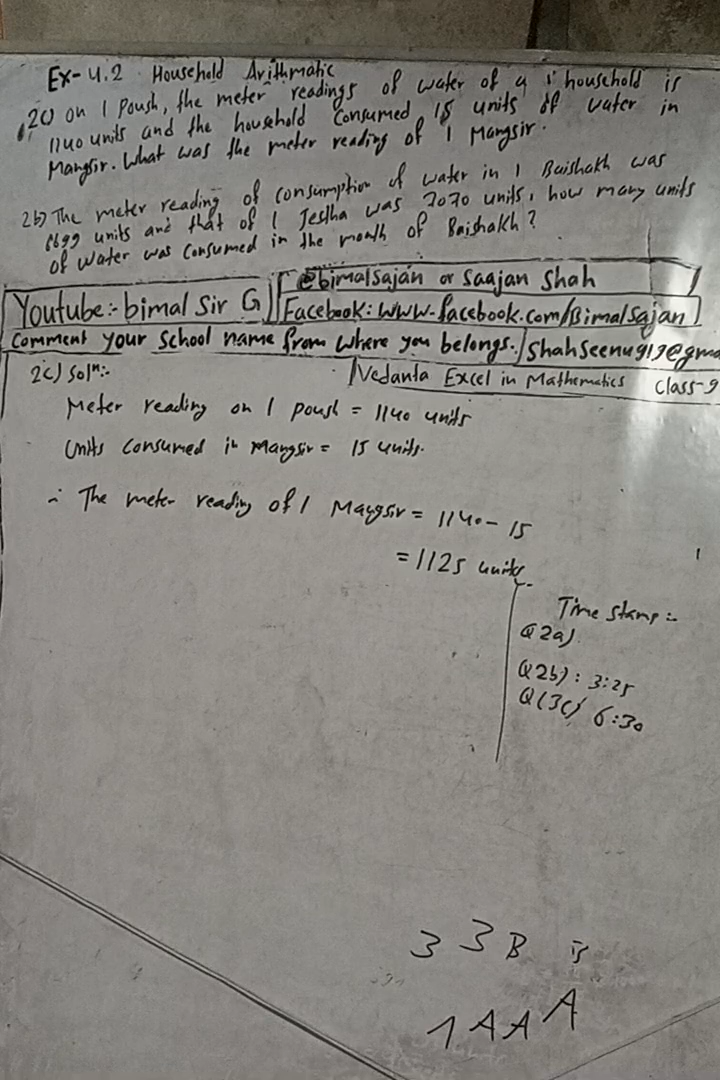 Ex-4.2 Household Arithmatic
2c) on 1 Poush, the meter readings of water of a household is
1140 units and the household consumed 15 units of water in
Mangsir. What was the meter reading of 1 Mangsir.
2b) The meter reading of consumption of water in 1 Baishakh was
units and that of 1 Jestha was 7070 units, how many units
of water was consumed in the month of Baishakh?
@bimalsajan or Saajan Shah
Youtube:- bimal Sir G
Facebook: www.facebook.com/Bimalsajan
Comment your School name from where you belongs.
Vedanta Excel in Mathematics class-9
2c) Solⁿ:-
Meter reading on 1 poush = 1140 units
Units Consumed in Mangsir = 15 units.
∴ The meter reading of 1 Mangsir = 1140 - 15
= 1125 units
Time stamp:-
Q2a)
Q2b) : 3:25
Q(3c) 6:30
3 3 B
1 A A A